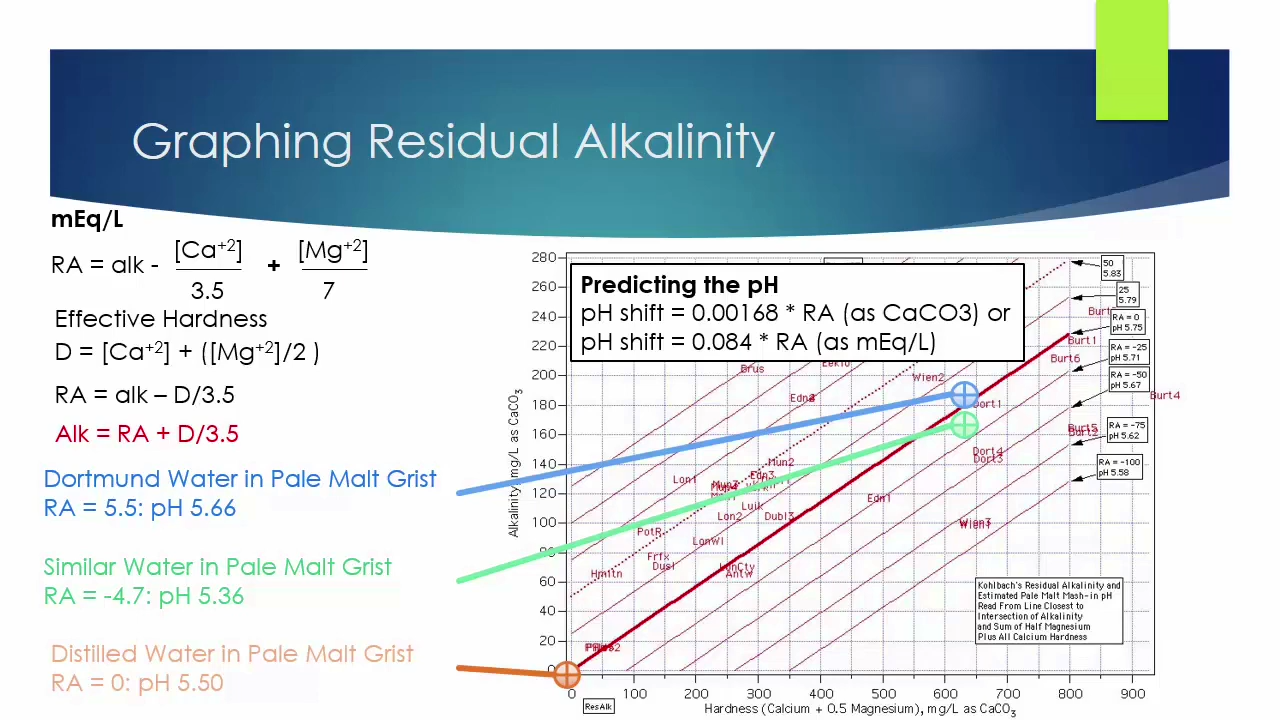 Graphing Residual Alkalinity
mEq/L
RA = alk - [Ca+2]/3.5 + [Mg+2]/7
Effective Hardness
D = [Ca+2] + ([Mg+2]/2 )
RA = alk – D/3.5
Alk = RA + D/3.5
Dortmund Water in Pale Malt Grist
RA = 5.5: pH 5.66
Similar Water in Pale Malt Grist
RA = -4.7: pH 5.36
Distilled Water in Pale Malt Grist
RA = 0: pH 5.50
Predicting the pH
pH shift = 0.00168 * RA (as CaCO3) or
pH shift = 0.084 * RA (as mEq/L)
Alkalinity, mg/L as CaCO3
280
260
240
220
200
180
160
140
120
100
80
60
40
20
0
50
5.83
25
5.79
RA = 0
pH 5.75
RA = -25
pH 5.71
RA = -50
pH 5.67
RA = -75
pH 5.62
RA = -100
pH 5.58
Burt1
Burt6
Burt4
Burt5
Brus
Wien2
Dort1
Dort4
Dort3
Mun2
Edn3
Lon1
Mun3
Luik
Lon2
Dubl3
Edn1
PotR
LonWl
Frfx
Dusl
LonCty
Antw
Hmltn
Wien3
Kohlbach's Residual Alkalinity and
Estimated Pale Malt Mash-in pH
Read From Line Closest to
Intersection of Alkalinity
and Sum of Half Magnesium
Plus All Calcium Hardness
0 100 200 300 400 500 600 700 800 900
ResAlk
Hardness (Calcium + 0.5 Magnesium), mg/L as CaCO3